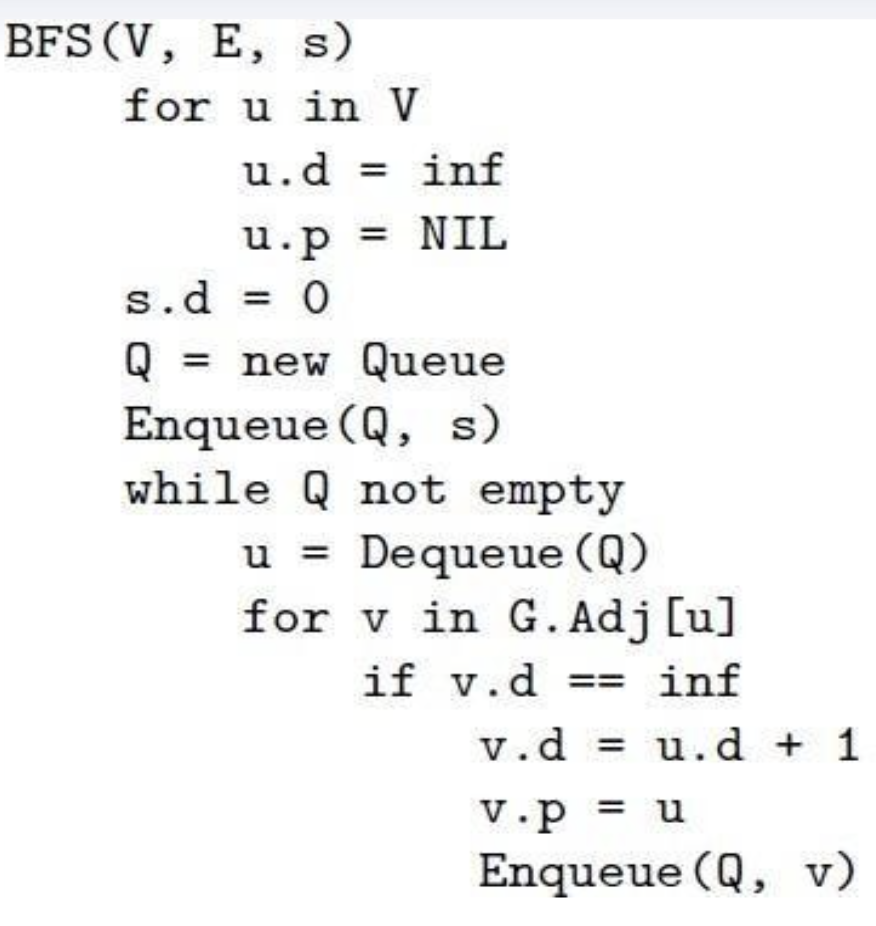 BFS(V, E, s)
for u in V
u.d = inf
u.p = NIL
s.d = 0
Q = new Queue
Enqueue(Q, s)
while Q not empty
u = Dequeue(Q)
for v in G.Adj[u]
if v.d == inf
v.d = u.d + 1
v.p = u
Enqueue(Q, v)